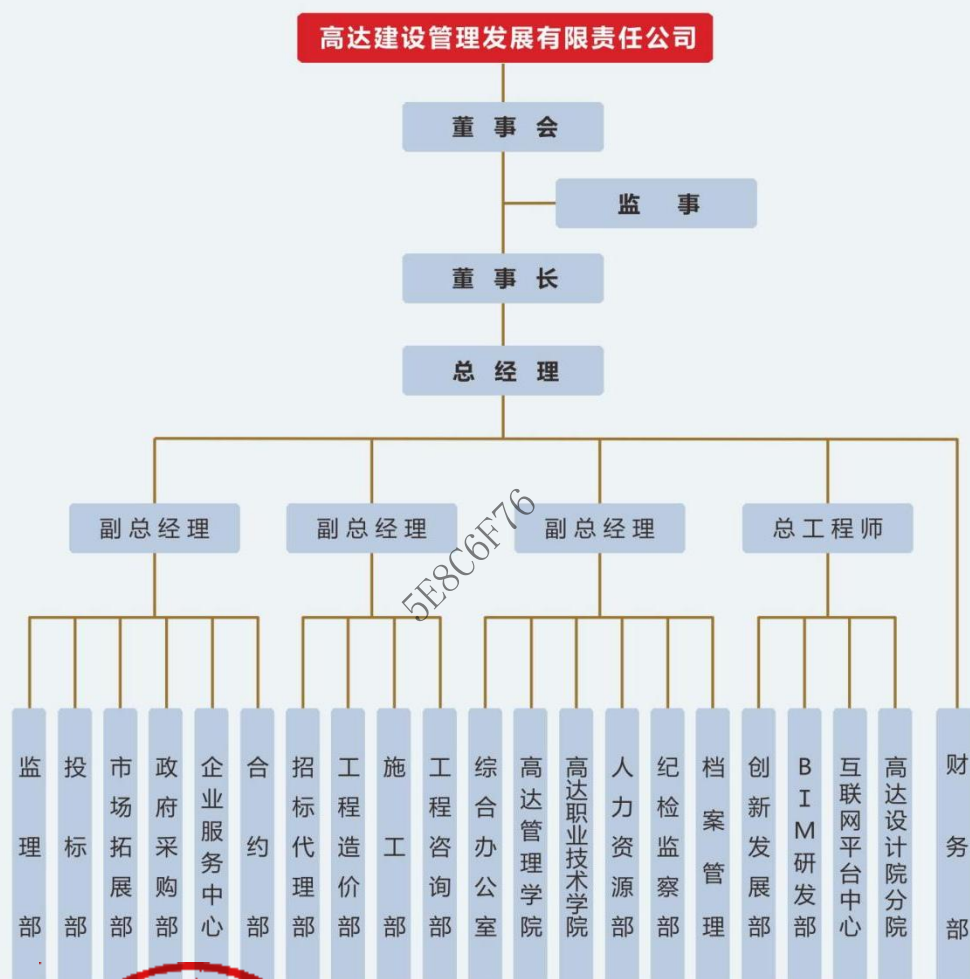 高达建设管理发展有限责任公司
董事会
监事
董事长
总经理
副总经理
副总经理
副总经理
总工程师
5E8C6F76
监理部
投标部
市场拓展部
政府采购部
企业服务中心
合约部
招标代理部
工程造价部
施工部
工程咨询部
综合办公室
高达管理学院
高达职业技术学院
人力资源部
纪检监察部
档案管理
创新发展部
BIM研发部
互联网平台中心
高达设计院分院
财务部